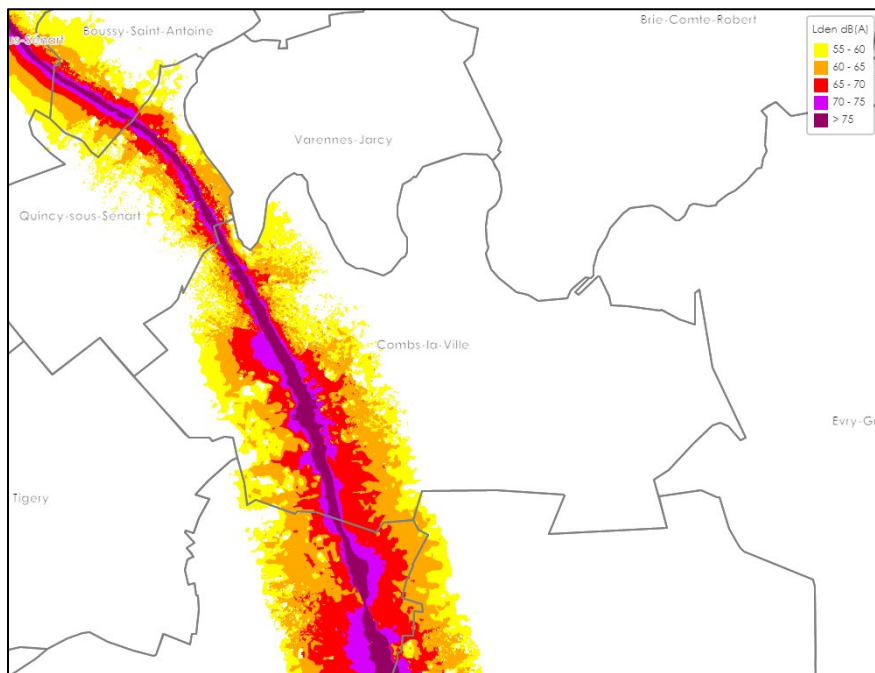 Boussy-Saint-Antoine
Brie-Comte-Robert
Lden dB(A)
55 - 60
60 - 65
65 - 70
70 - 75
> 75
Varennes-Jarcy
Quincy-sous-Sénart
Combs-la-Ville
Evry-G
Tigery